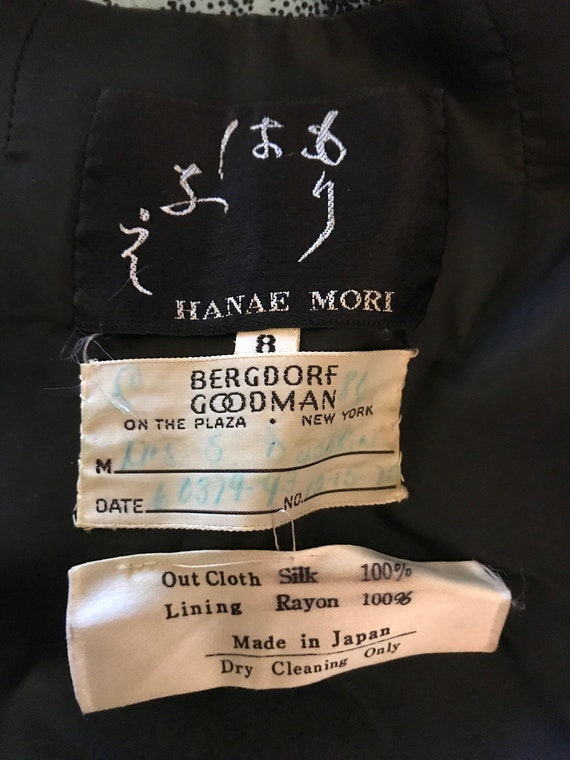 もり
はなえ
HANAE MORI
8
BERGDORF
GOODMAN
ON THE PLAZA • NEW YORK
M
DATE NO.
Out Cloth Silk 100%
Lining Rayon 100%
Made in Japan
Dry Cleaning Only